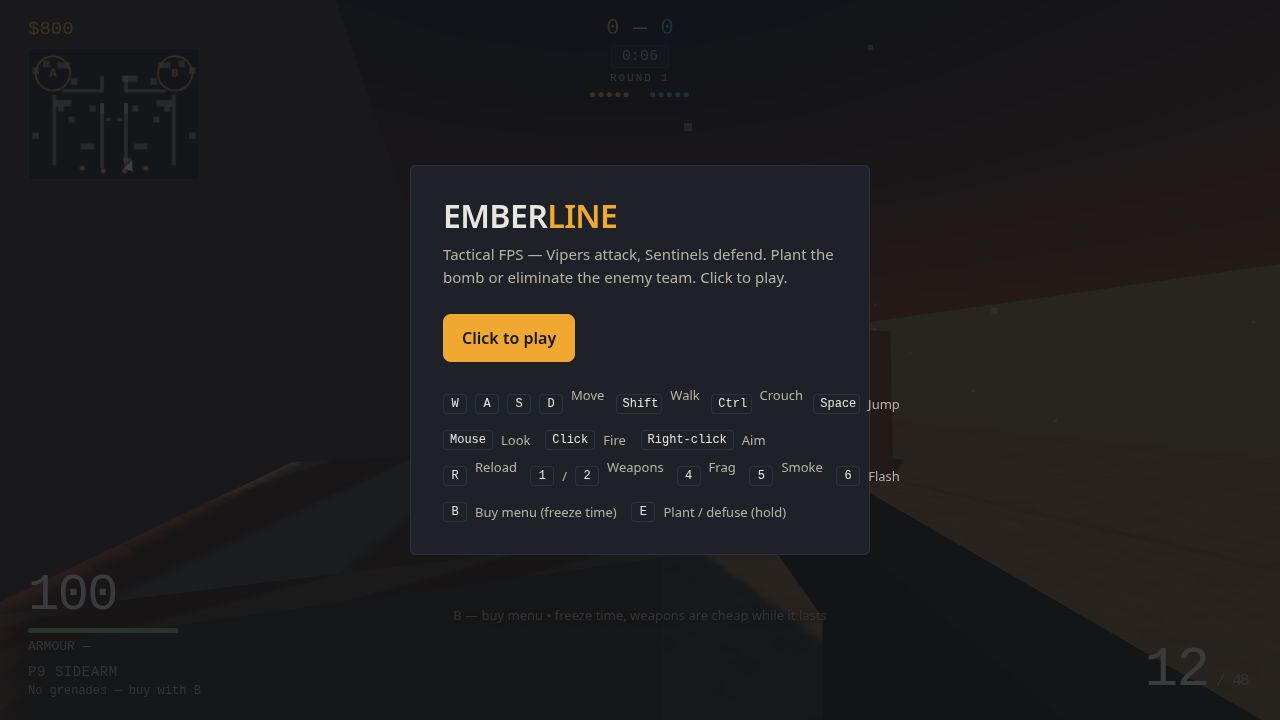 $800
0 — 0
0:06
ROUND 1
A B
EMBERLINE
Tactical FPS — Vipers attack, Sentinels defend. Plant the
bomb or eliminate the enemy team. Click to play.
Click to play
W A S D Move Shift Walk Ctrl Crouch Space Jump
Mouse Look Click Fire Right-click Aim
R Reload 1 / 2 Weapons 4 Frag 5 Smoke 6 Flash
B Buy menu (freeze time) E Plant / defuse (hold)
B — buy menu • freeze time, weapons are cheap while it lasts
100
ARMOUR —
P9 SIDEARM
No grenades — buy with B
12 / 48